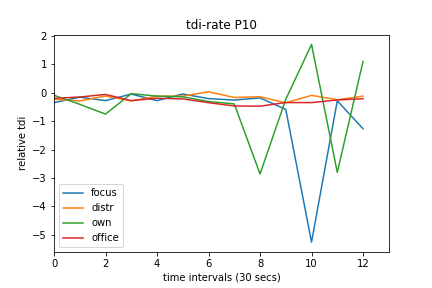 tdi-rate P10
relative tdi
2
1
0
−1
−2
−3
−4
−5
focus
distr
own
office
0
2
4
6
8
10
12
time intervals (30 secs)